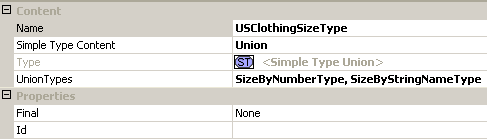 Content
Name USClothingSizeType
Simple Type Content Union
Type ST <Simple Type Union>
UnionTypes SizeByNumberType, SizeByStringNameType
Properties
Final None
Id